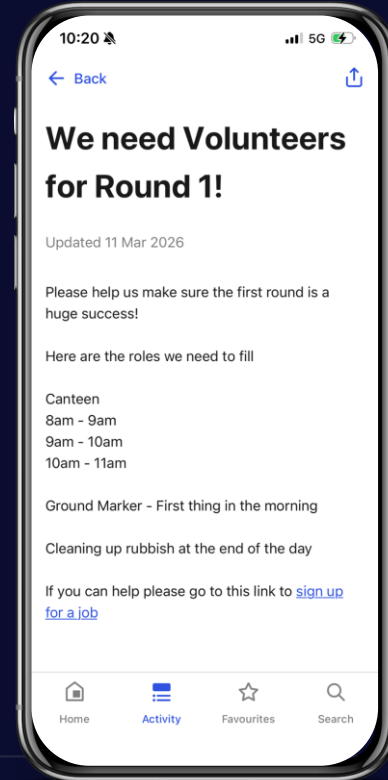 10:20
5G
Back
We need Volunteers
for Round 1!
Updated 11 Mar 2026
Please help us make sure the first round is a
huge success!
Here are the roles we need to fill
Canteen
8am - 9am
9am - 10am
10am - 11am
Ground Marker - First thing in the morning
Cleaning up rubbish at the end of the day
If you can help please go to this link to sign up
for a job
Home
Activity
Favourites
Search